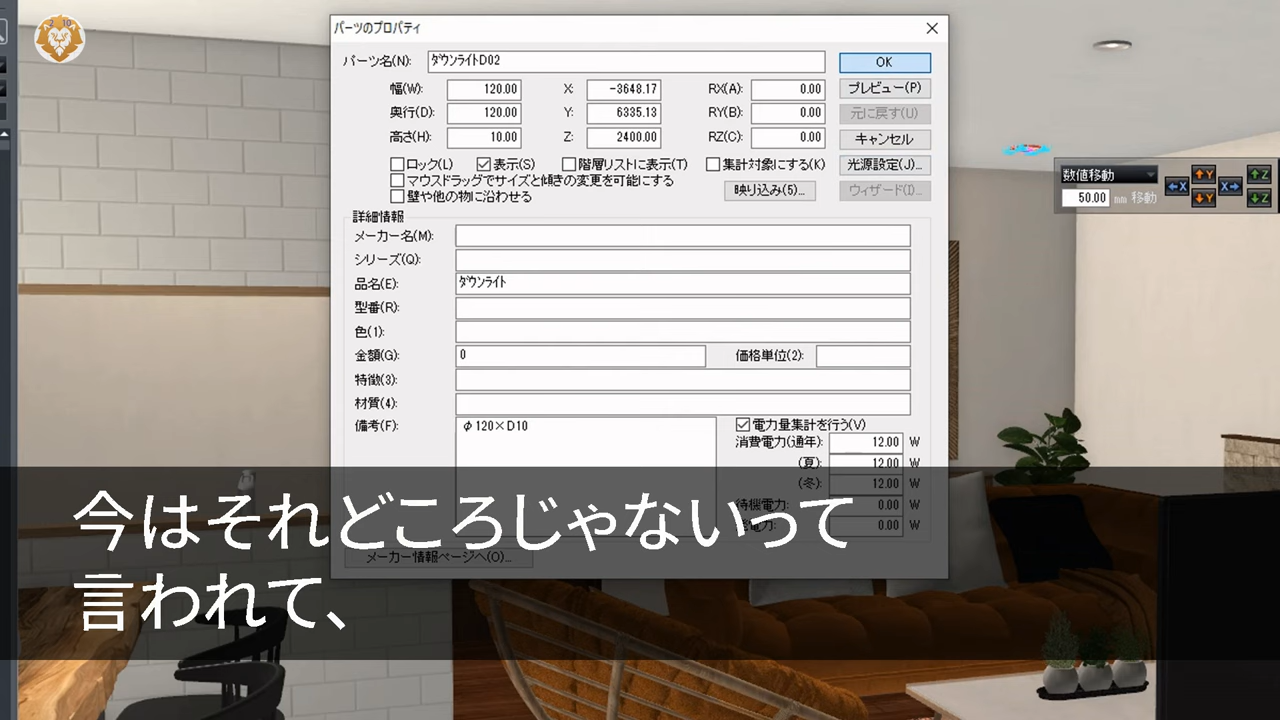 パーツのプロパティ
パーツ名(N): ダウンライトD02 OK
幅(W): 120.00 X: -3648.17 RX(A): 0.00 プレビュー(P)
奥行(D): 120.00 Y: 6335.13 RY(B): 0.00 元に戻す(U)
高さ(H): 10.00 Z: 2400.00 RZ(C): 0.00 キャンセル
ロック(L) 表示(S) 階層リストに表示(T) 集計対象にする(K) 光源設定(J)...
マウスドラッグでサイズと傾きの変更を可能にする
映り込み(5)... ウィザード(I)...
壁や他の物に沿わせる
数値移動 ←X ↑Y X→ ↑Z
50.00 mm 移動 ↓Y ↓Z
詳細情報
メーカー名(M):
シリーズ(Q):
品名(E): ダウンライト
型番(R):
色(1):
金額(G): 0 価格単位(2):
特徴(3):
材質(4):
備考(F): φ120×D10 電力量集計を行う(V)
消費電力(通年): 12.00 W
(夏): 12.00 W
(冬): 12.00 W
待機電力: 0.00 W
電力: 0.00 W
メーカー情報ページへ(O)...
今はそれどころじゃないって
言われて、